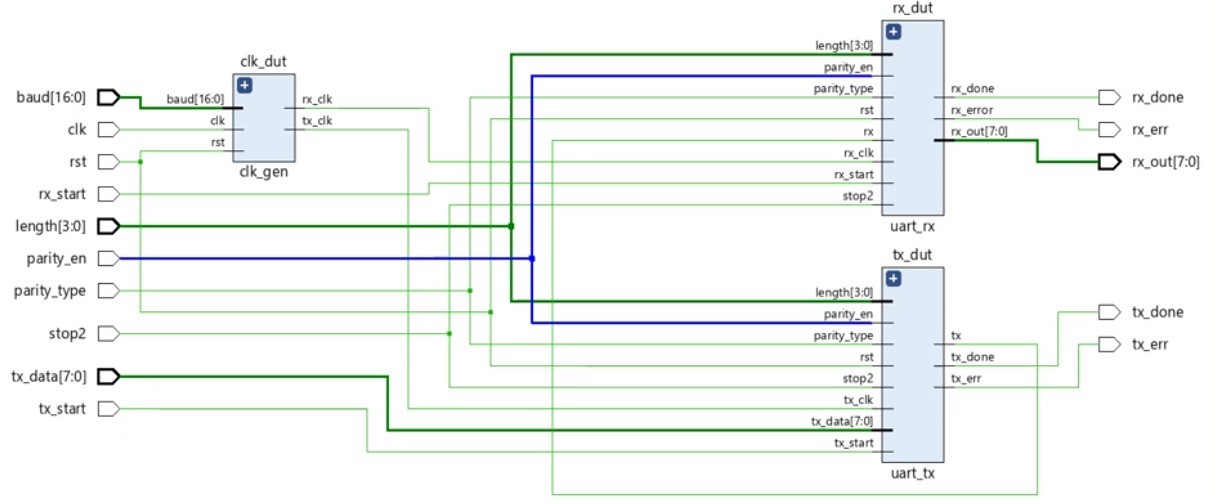 rx_dut
length[3:0]
parity_en
parity_type
rst
rx
rx_clk
rx_start
stop2
rx_done
rx_error
rx_out[7:0]
uart_rx
clk_dut
baud[16:0]
clk
rst
rx_clk
tx_clk
clk_gen
baud[16:0]
clk
rst
rx_start
length[3:0]
parity_en
parity_type
stop2
tx_data[7:0]
tx_start
rx_done
rx_err
rx_out[7:0]
tx_dut
length[3:0]
parity_en
parity_type
rst
stop2
tx_clk
tx_data[7:0]
tx_start
tx
tx_done
tx_err
uart_tx
tx_done
tx_err